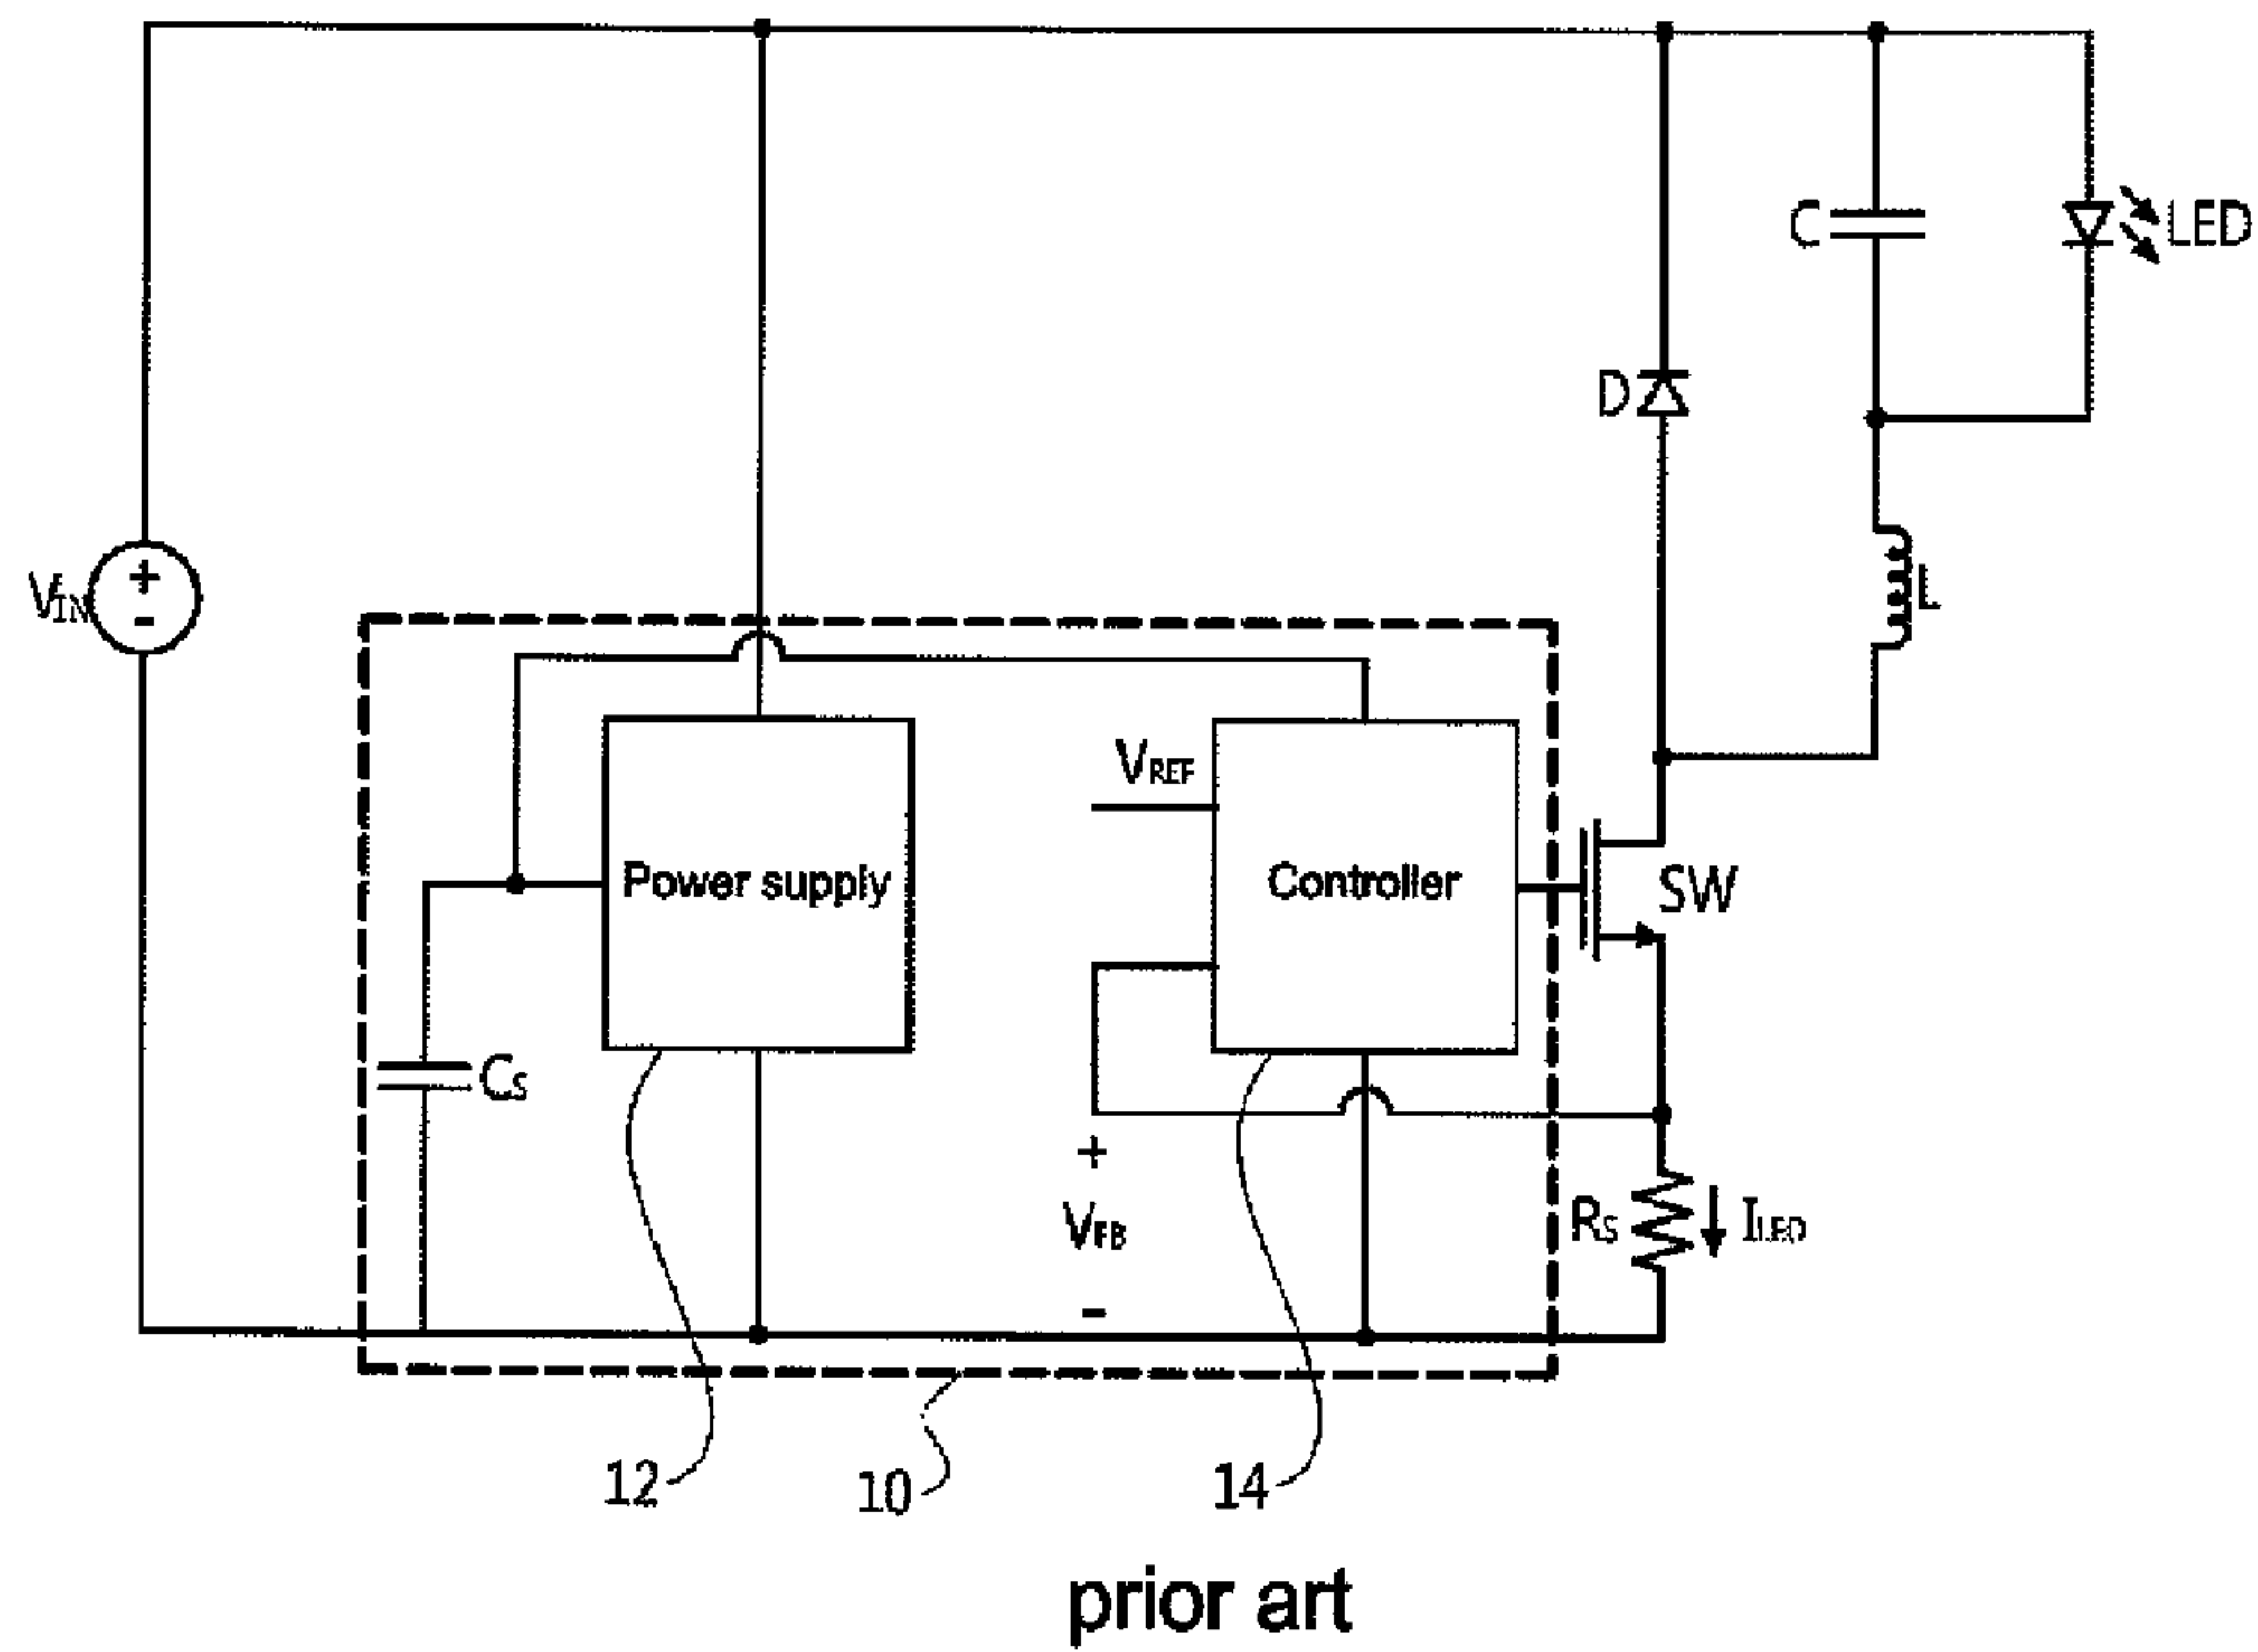 C
LED
D
VIN
+
-
L
VREF
Power supply
Controller
SW
CS
+
VFB
-
RS
ILED
12
10
14
prior art